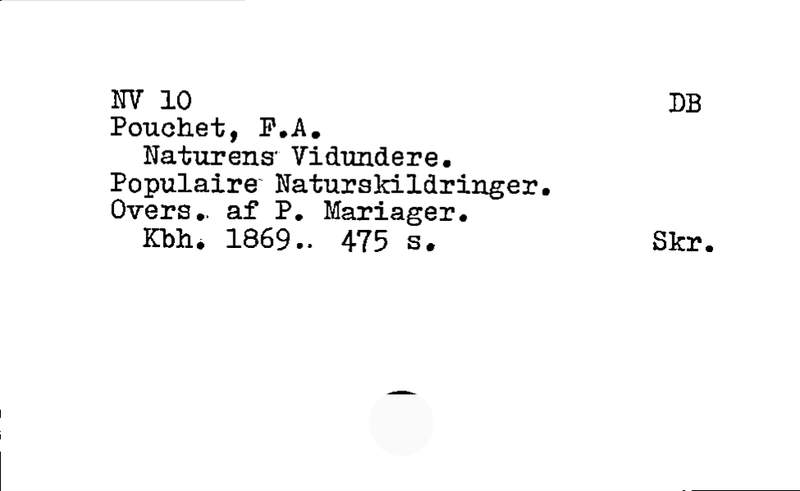 NV 10 DB
Pouchet, F.A.
Naturens Vidundere.
Populaire Naturskildringer.
Overs. af P. Mariager.
Kbh. 1869. 475 s. Skr.